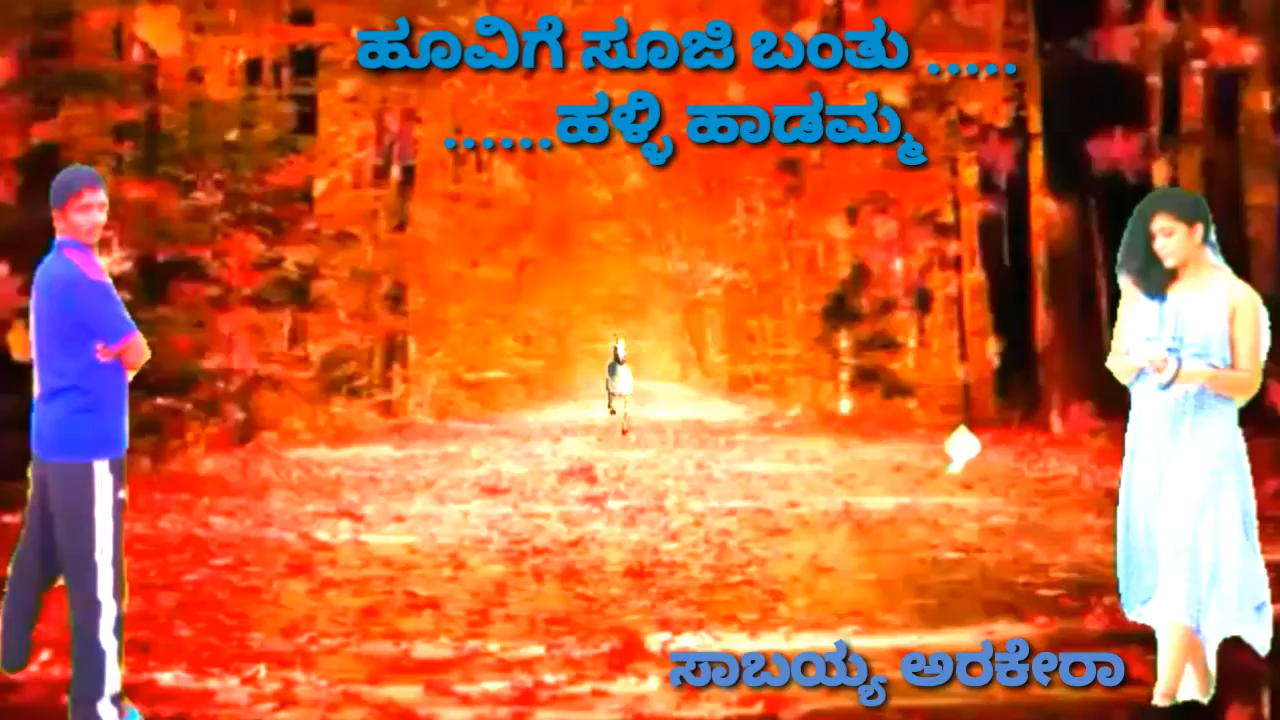 ಹೂವಿಗೆ ಸೂಜಿ ಬಂತು .....
......ಹಳ್ಳಿ ಹಾಡಮ್ಮ
ಸಾಬಯ್ಯ ಅರಕೇರಾ